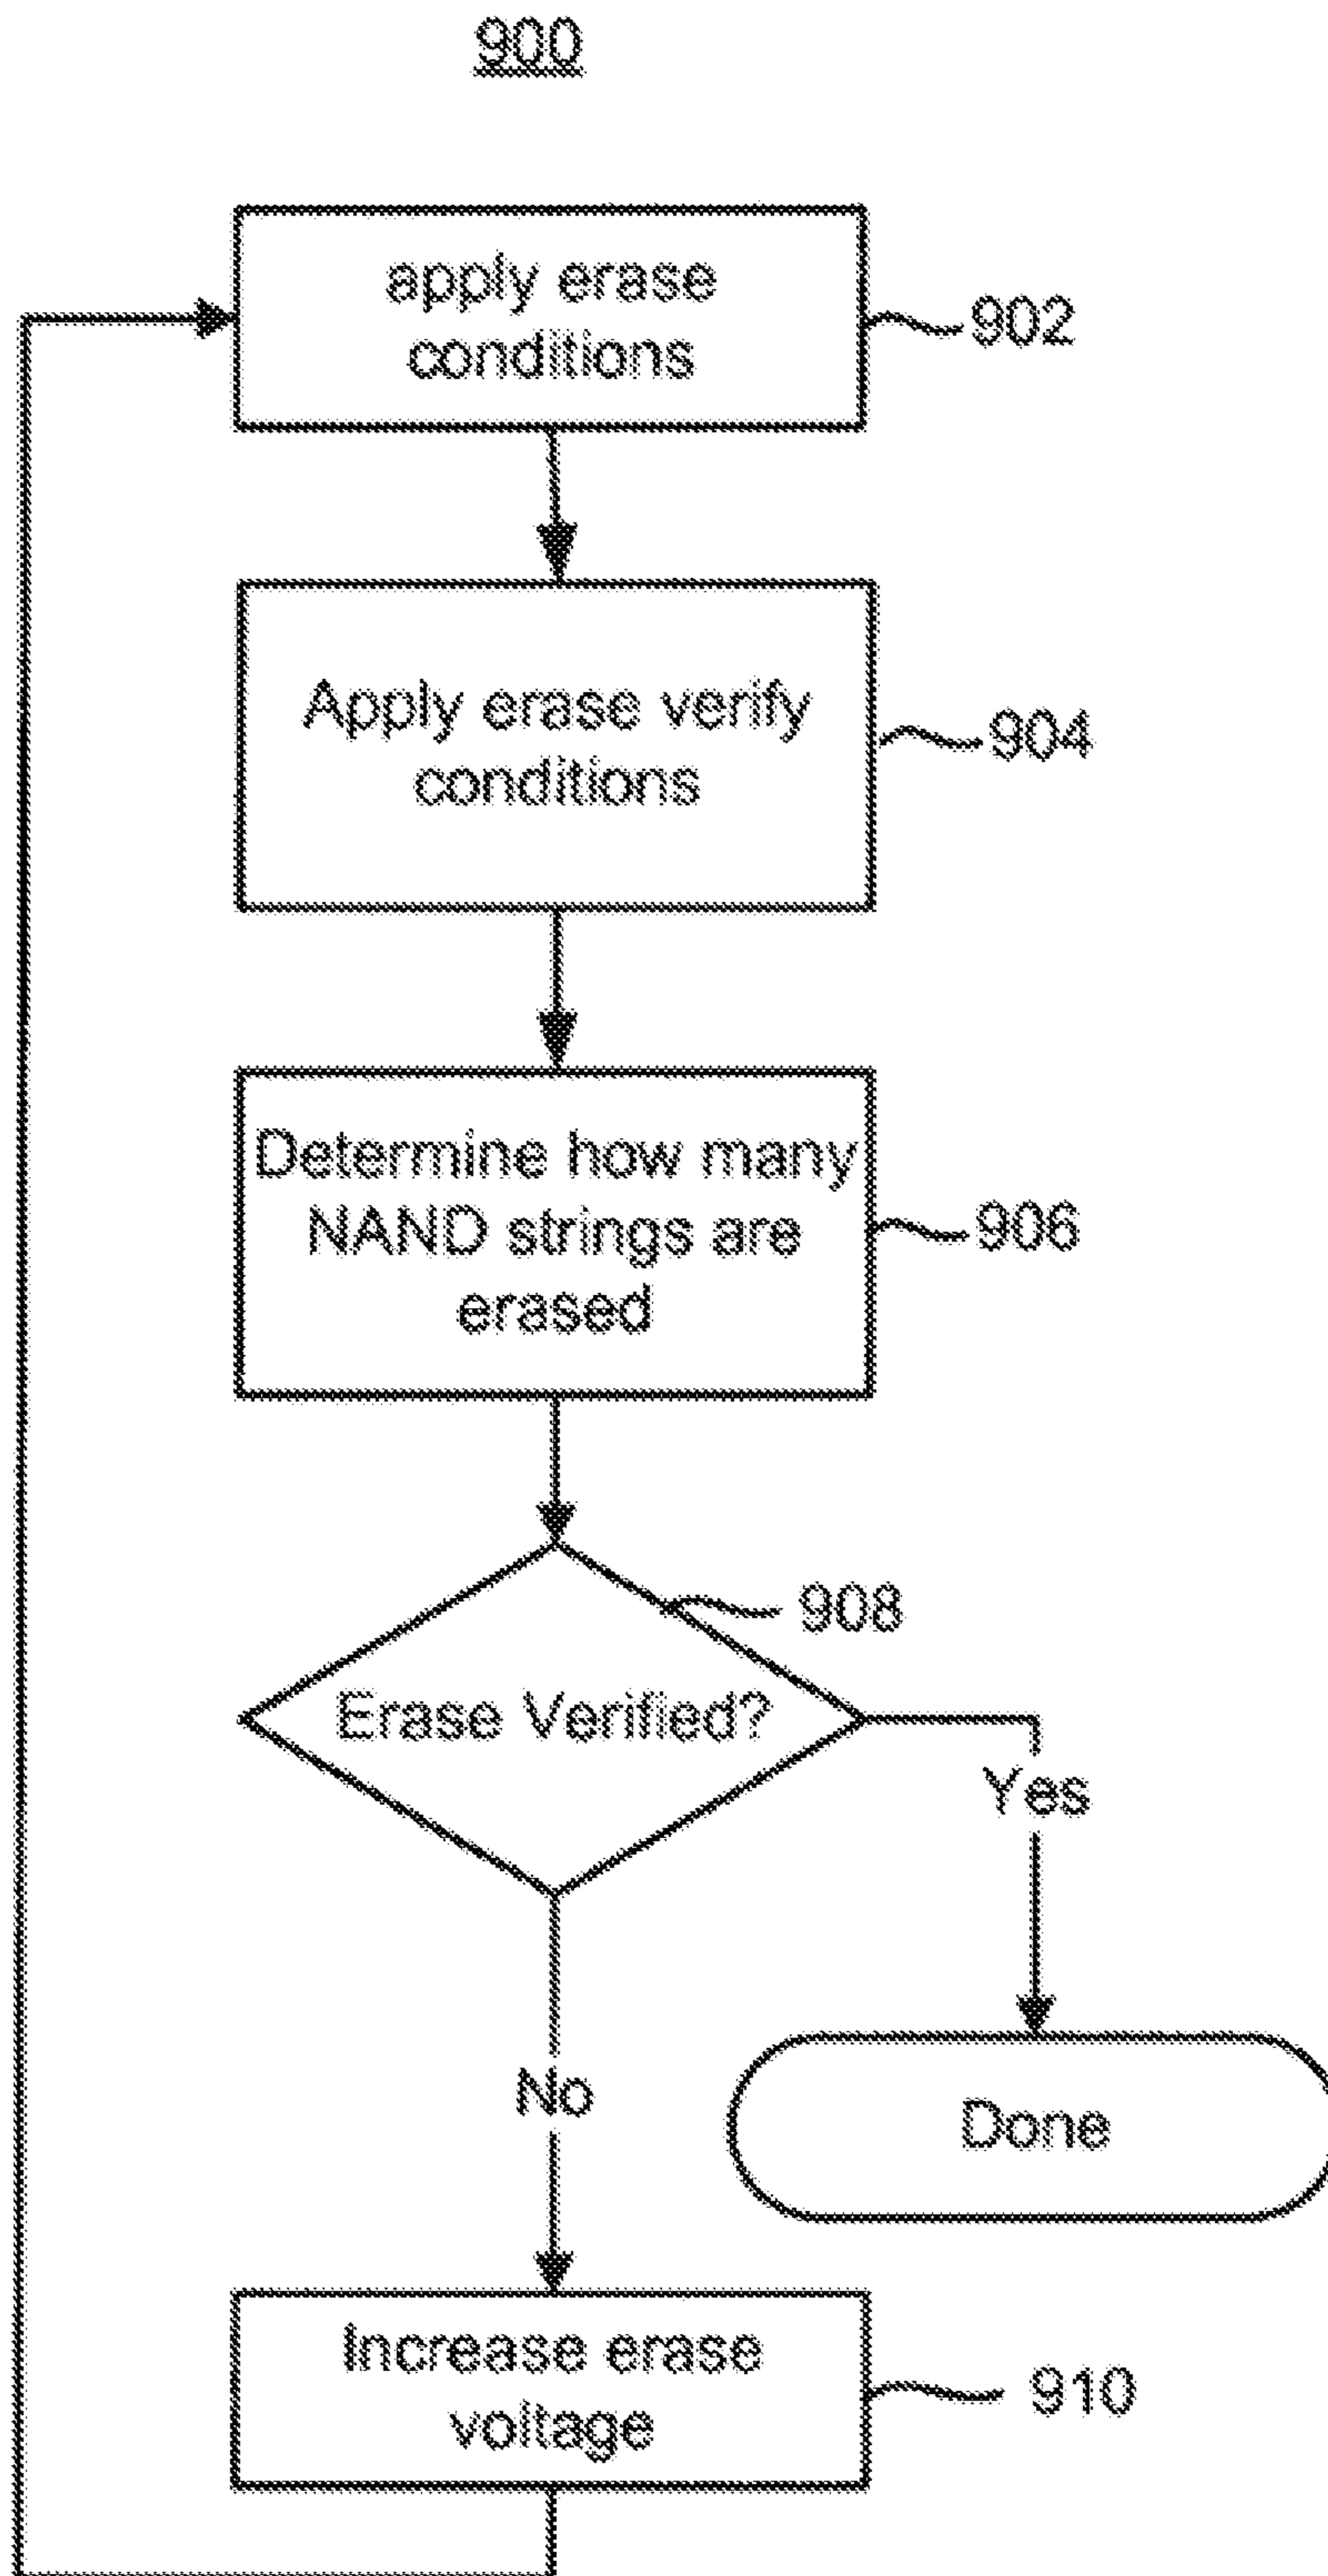 900
apply erase
conditions
902
Apply erase verify
conditions
904
Determine how many
NAND strings are
erased
906
908
Erase Verified?
Yes
No
Done
Increase erase
voltage
910